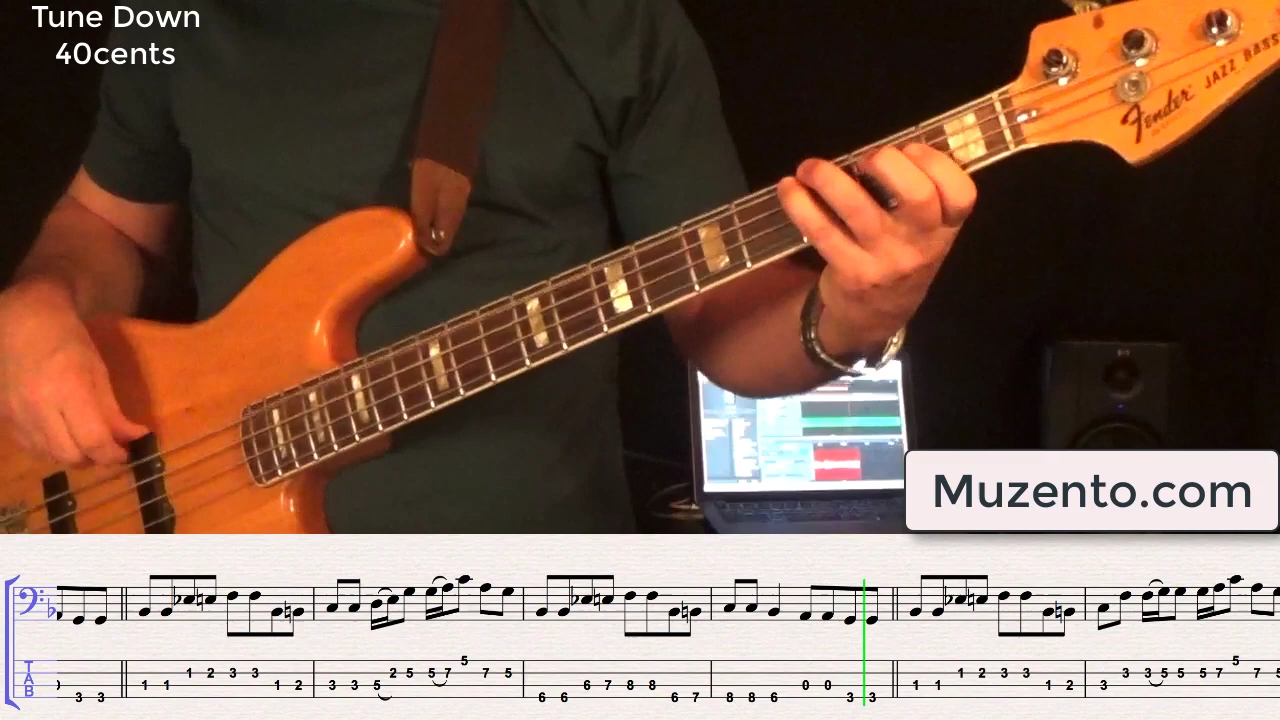 Tune Down
40cents
Fender
JAZZ BASS
Muzento.com
3 3 1 1 1 2 3 3 1 2 3 3 5 2 5 5 7 5 7 5 6 6 6 7 8 8 6 7 8 8 6 0 0 3 3 1 1 1 2 3 3 1 2 3 3 3 5 5 5 7 5 7
T
A
B